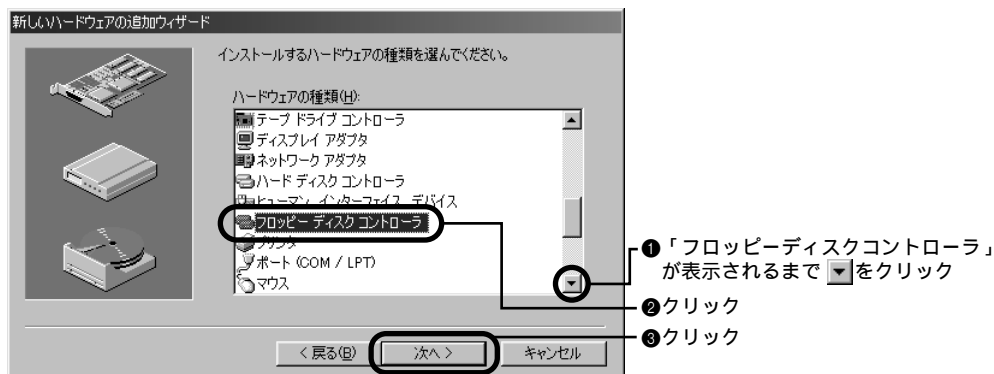 新しいハードウェアの追加ウィザード
インストールするハードウェアの種類を選んでください。
ハードウェアの種類(H):
テープ ドライブ コントローラ
ディスプレイ アダプタ
ネットワーク アダプタ
ハード ディスク コントローラ
ヒューマン インターフェイス デバイス
フロッピー ディスク コントローラ
プリンタ
ポート (COM / LPT)
マウス
< 戻る(B)
次へ >
キャンセル
❶「フロッピーディスクコントローラ」
が表示されるまで▼をクリック
❷クリック
❸クリック